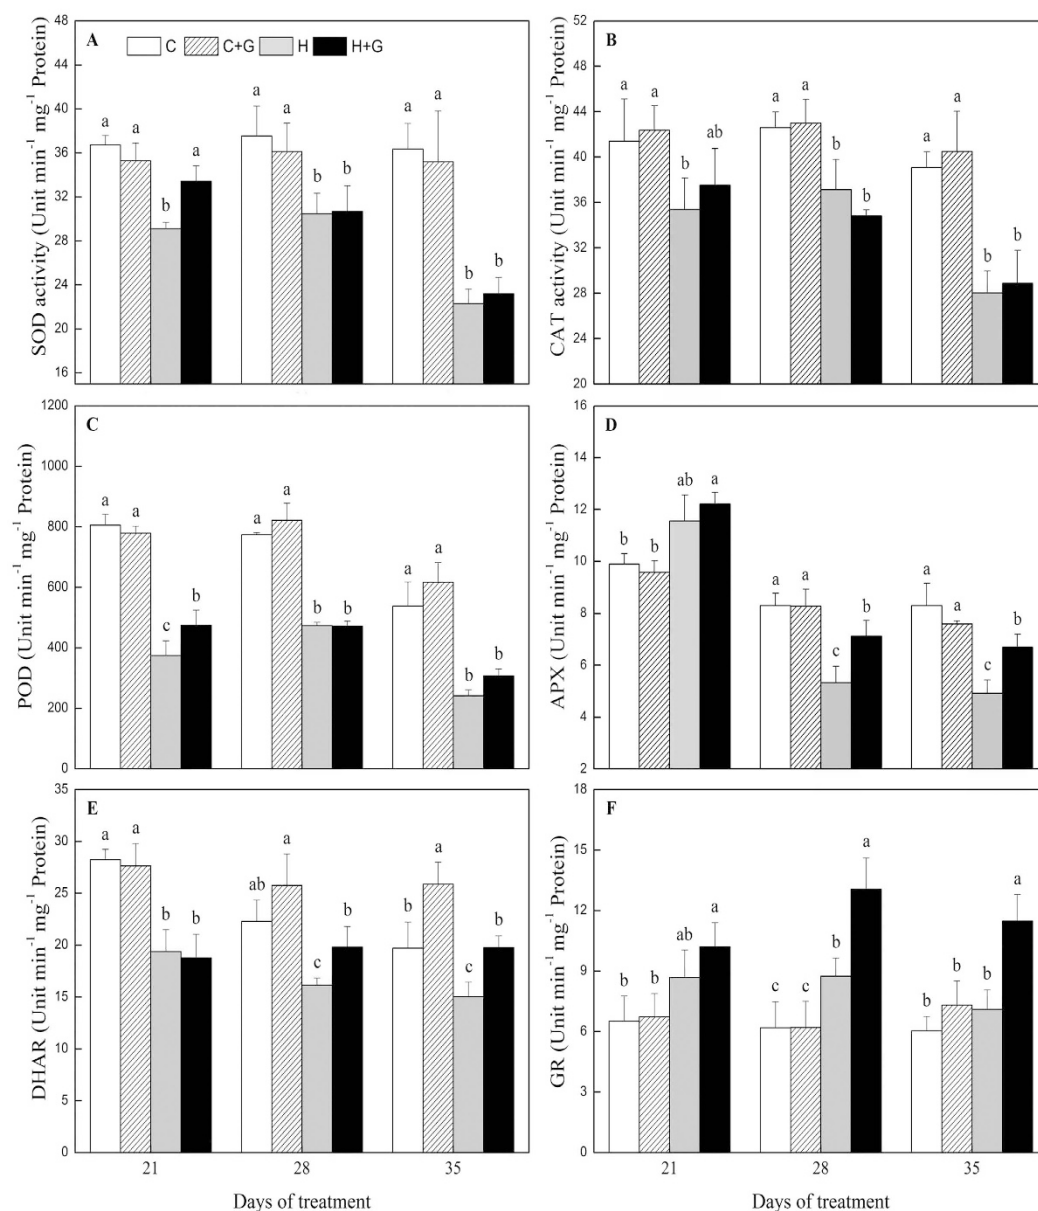 A
C C+G H H+G
SOD activity (Unit min-1 mg-1 Protein)
48
44
40
36
32
28
24
20
16
a a b a
a a b b
a a b b
B
CAT activity (Unit min-1 mg-1 Protein)
52
48
44
40
36
32
28
24
20
a a b ab
a a b b
a a b b
C
POD (Unit min-1 mg-1 Protein)
1200
1000
800
600
400
200
0
a a c b
a a b b
a a b b
D
APX (Unit min-1 mg-1 Protein)
16
14
12
10
8
6
4
2
b b ab a
a a c b
a a c b
E
DHAR (Unit min-1 mg-1 Protein)
35
30
25
20
15
10
5
0
a a b b
ab a c b
b a c b
21 28 35
Days of treatment
F
GR (Unit min-1 mg-1 Protein)
18
15
12
9
6
3
0
b b ab a
c c b a
b b b a
21 28 35
Days of treatment